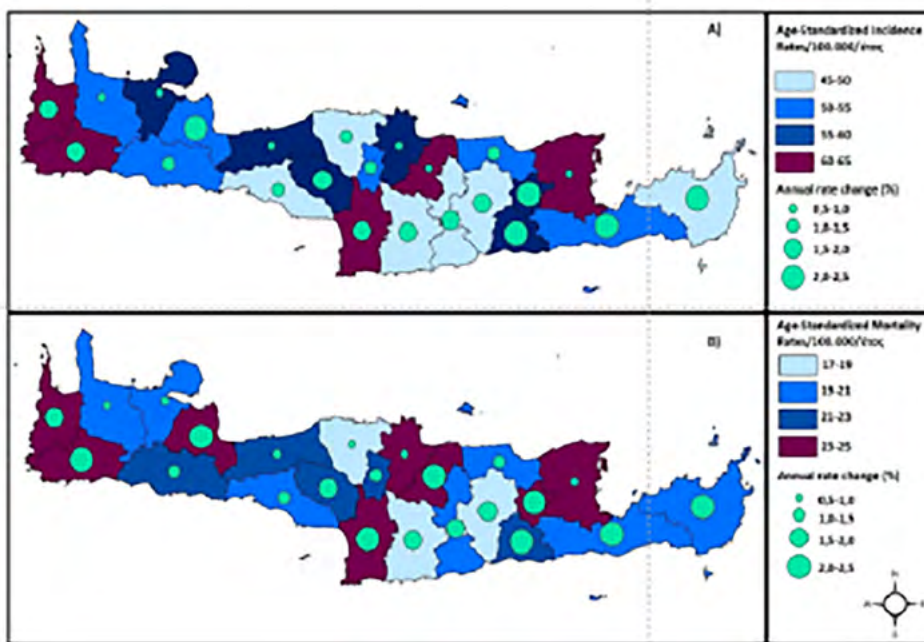 A)
Age-Standardized Incidence
Rates/100.000/έτος
45-50
50-55
55-60
60-65
Annual rate change (%)
0,5-1,0
1,0-1,5
1,5-2,0
2,0-2,5
B)
Age-Standardized Mortality
Rates/100.000/έτος
17-19
19-21
21-23
23-25
Annual rate change (%)
0,5-1,0
1,0-1,5
1,5-2,0
2,0-2,5